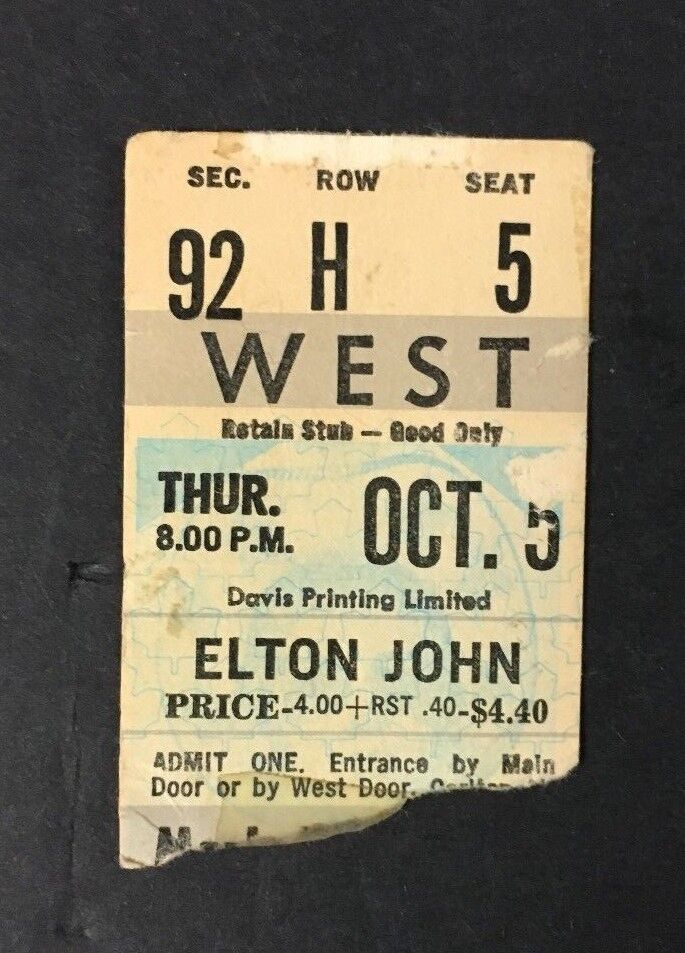 SEC. ROW SEAT
92 H 5
WEST
Retain Stub — Good Only
THUR. OCT. 5
8.00 P.M.
Davis Printing Limited
ELTON JOHN
PRICE-4.00+RST .40-$4.40
ADMIT ONE. Entrance by Main
Door or by West Door,